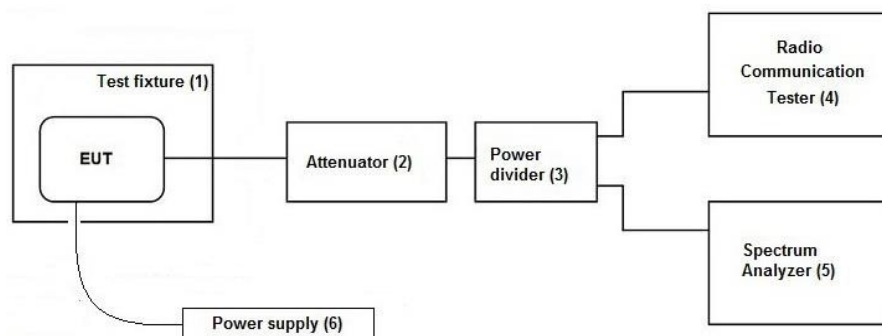 Test fixture (1)
EUT
Attenuator (2)
Power
divider (3)
Radio
Communication
Tester (4)
Spectrum
Analyzer (5)
Power supply (6)